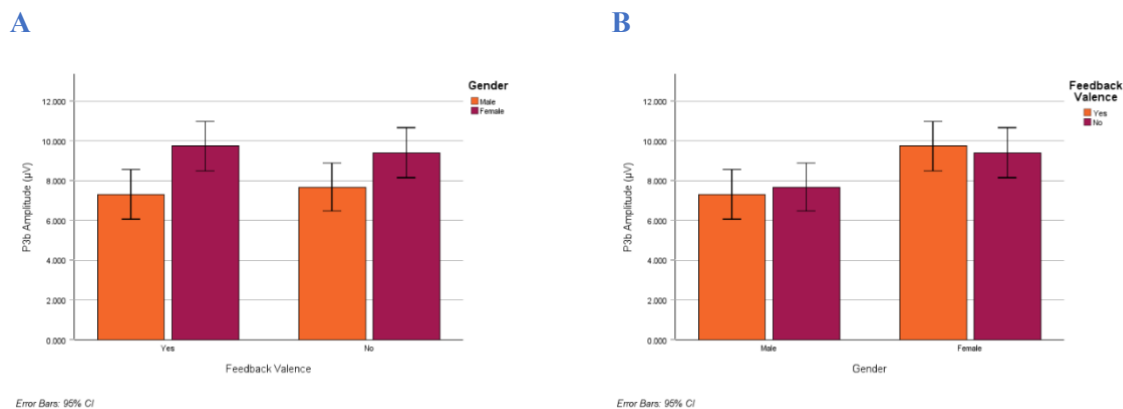 A
Gender
Male
Female
12.000
10.000
8.000
6.000
4.000
2.000
0.000
P3b Amplitude (µV)
Yes
No
Feedback Valence
Error Bars: 95% CI
B
Feedback
Valence
Yes
No
12.000
10.000
8.000
6.000
4.000
2.000
0.000
P3b Amplitude (µV)
Male
Female
Gender
Error Bars: 95% CI